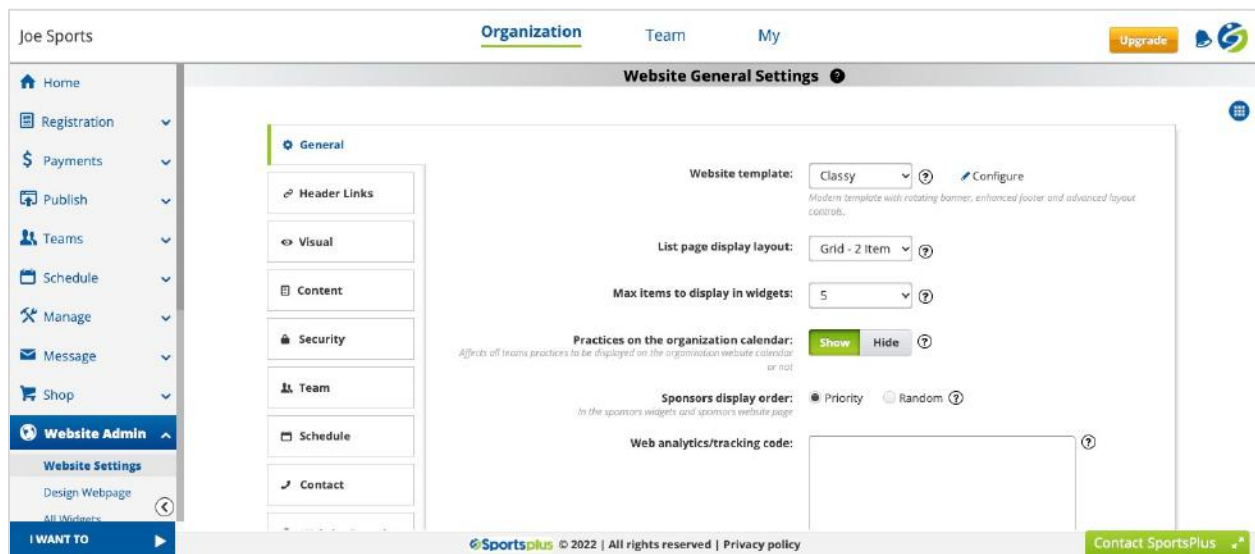 Joe Sports
Organization
Team
My
Upgrade
Website General Settings
Home
Registration
Payments
Publish
Teams
Schedule
Manage
Message
Shop
Website Admin
Website Settings
Design Webpage
All Widgets
I WANT TO
General
Header Links
Visual
Content
Security
Team
Schedule
Contact
Website template:
Classy
Configure
Modern template with rotating banner, enhanced footer and advanced layout
controls.
List page display layout:
Grid - 2 Item
Max items to display in widgets:
5
Practices on the organization calendar:
Show Hide
Affects all teams practices to be displayed on the organization website calendar
or not
Sponsors display order:
Priority Random
In the sponsors widgets and sponsors website page
Web analytics/tracking code:
Sportsplus © 2022 | All rights reserved | Privacy policy
Contact SportsPlus